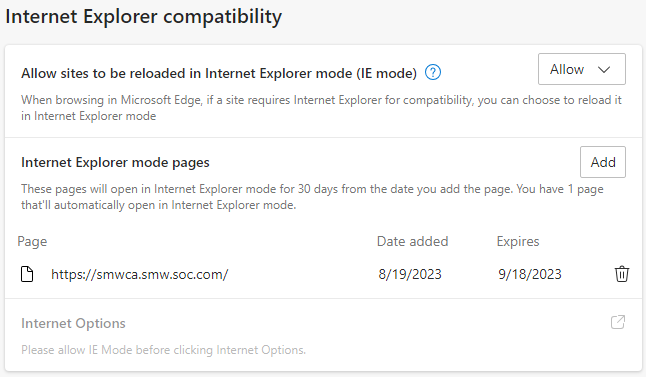 Internet Explorer compatibility
Allow sites to be reloaded in Internet Explorer mode (IE mode) ?
Allow
When browsing in Microsoft Edge, if a site requires Internet Explorer for compatibility, you can choose to reload it
in Internet Explorer mode
Internet Explorer mode pages
Add
These pages will open in Internet Explorer mode for 30 days from the date you add the page. You have 1 page
that'll automatically open in Internet Explorer mode.
Page Date added Expires
https://smwca.smw.soc.com/ 8/19/2023 9/18/2023
Internet Options
Please allow IE Mode before clicking Internet Options.